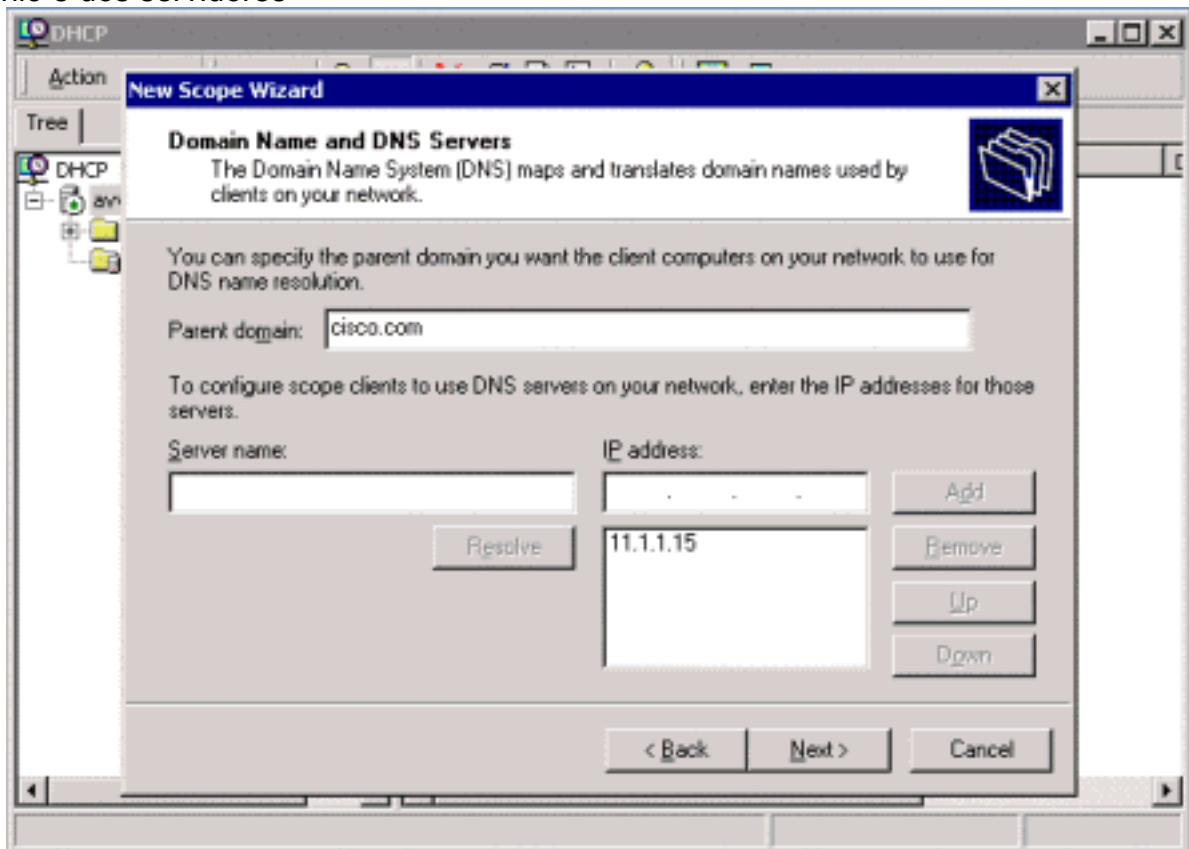 DHCP
Action
New Scope Wizard
Tree
Domain Name and DNS Servers
The Domain Name System (DNS) maps and translates domain names used by
clients on your network.
DHCP
You can specify the parent domain you want the client computers on your network to use for
DNS name resolution.
Parent domain: cisco.com
To configure scope clients to use DNS servers on your network, enter the IP addresses for those
servers.
Server name: IP address:
Add
Resolve 11.1.1.15 Remove
Up
Down
< Back Next > Cancel